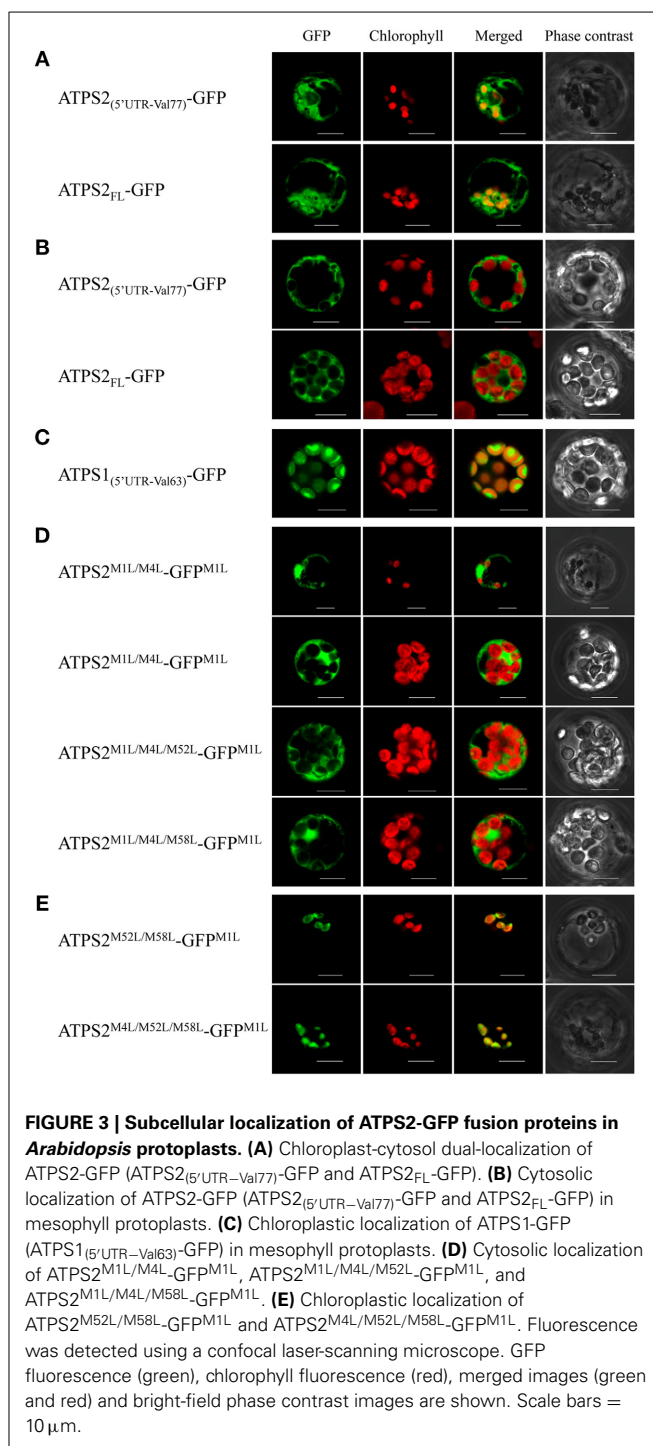 GFP Chlorophyll Merged Phase contrast
A
ATPS2(5'UTR-Val77)-GFP
ATPS2FL-GFP
B
ATPS2(5'UTR-Val77)-GFP
ATPS2FL-GFP
C
ATPS1(5'UTR-Val63)-GFP
D
ATPS2M1L/M4L-GFPM1L
ATPS2M1L/M4L-GFPM1L
ATPS2M1L/M4L/M52L-GFPM1L
ATPS2M1L/M4L/M58L-GFPM1L
E
ATPS2M52L/M58L-GFPM1L
ATPS2M4L/M52L/M58L-GFPM1L
FIGURE 3 | Subcellular localization of ATPS2-GFP fusion proteins in
Arabidopsis protoplasts. (A) Chloroplast-cytosol dual-localization of
ATPS2-GFP (ATPS2(5′UTR−Val77)-GFP and ATPS2FL-GFP). (B) Cytosolic
localization of ATPS2-GFP (ATPS2(5′UTR−Val77)-GFP and ATPS2FL-GFP) in
mesophyll protoplasts. (C) Chloroplastic localization of ATPS1-GFP
(ATPS1(5′UTR−Val63)-GFP) in mesophyll protoplasts. (D) Cytosolic localization
of ATPS2M1L/M4L-GFPM1L, ATPS2M1L/M4L/M52L-GFPM1L, and
ATPS2M1L/M4L/M58L-GFPM1L. (E) Chloroplastic localization of
ATPS2M52L/M58L-GFPM1L and ATPS2M4L/M52L/M58L-GFPM1L. Fluorescence
was detected using a confocal laser-scanning microscope. GFP
fluorescence (green), chlorophyll fluorescence (red), merged images (green
and red) and bright-field phase contrast images are shown. Scale bars =
10 μm.